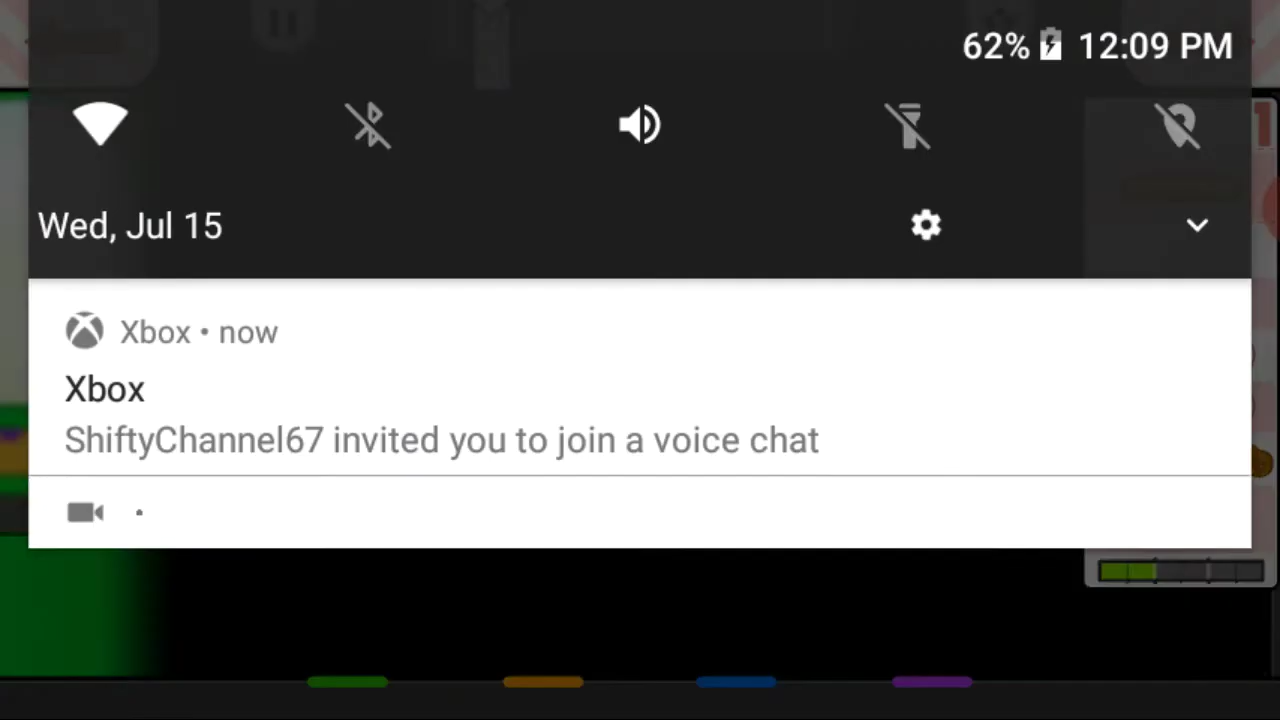 62% 12:09 PM
Wed, Jul 15
Xbox • now
Xbox
ShiftyChannel67 invited you to join a voice chat